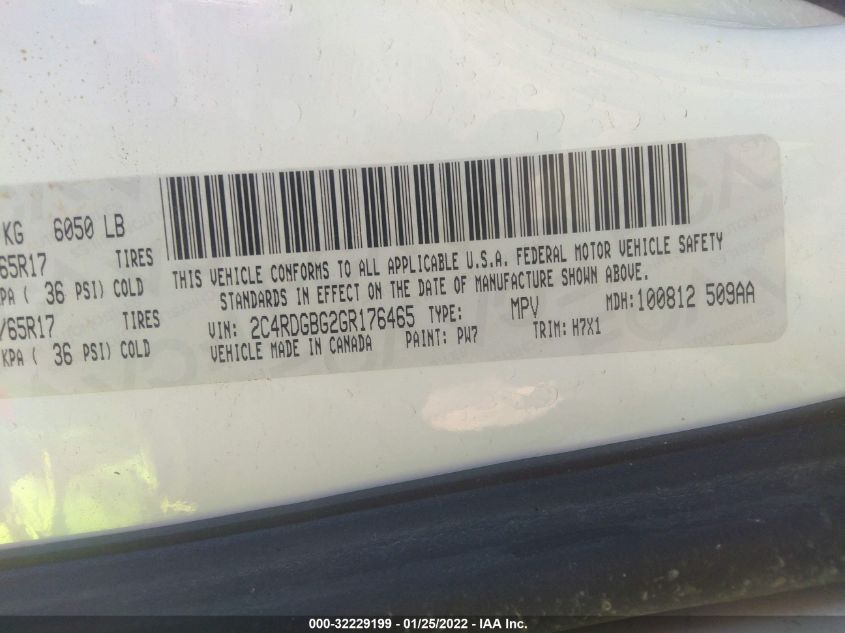 KG 6050 LB
65R17 TIRES
KPA ( 36 PSI) COLD
/65R17 TIRES
KPA ( 36 PSI) COLD
THIS VEHICLE CONFORMS TO ALL APPLICABLE U.S.A. FEDERAL MOTOR VEHICLE SAFETY
STANDARDS IN EFFECT ON THE DATE OF MANUFACTURE SHOWN ABOVE.
VIN: 2C4RDGBG2GR176465 TYPE: MPV MDH: 100812 509AA
VEHICLE MADE IN CANADA PAINT: PW7 TRIM: H7X1
000-32229199 - 01/25/2022 - IAA Inc.